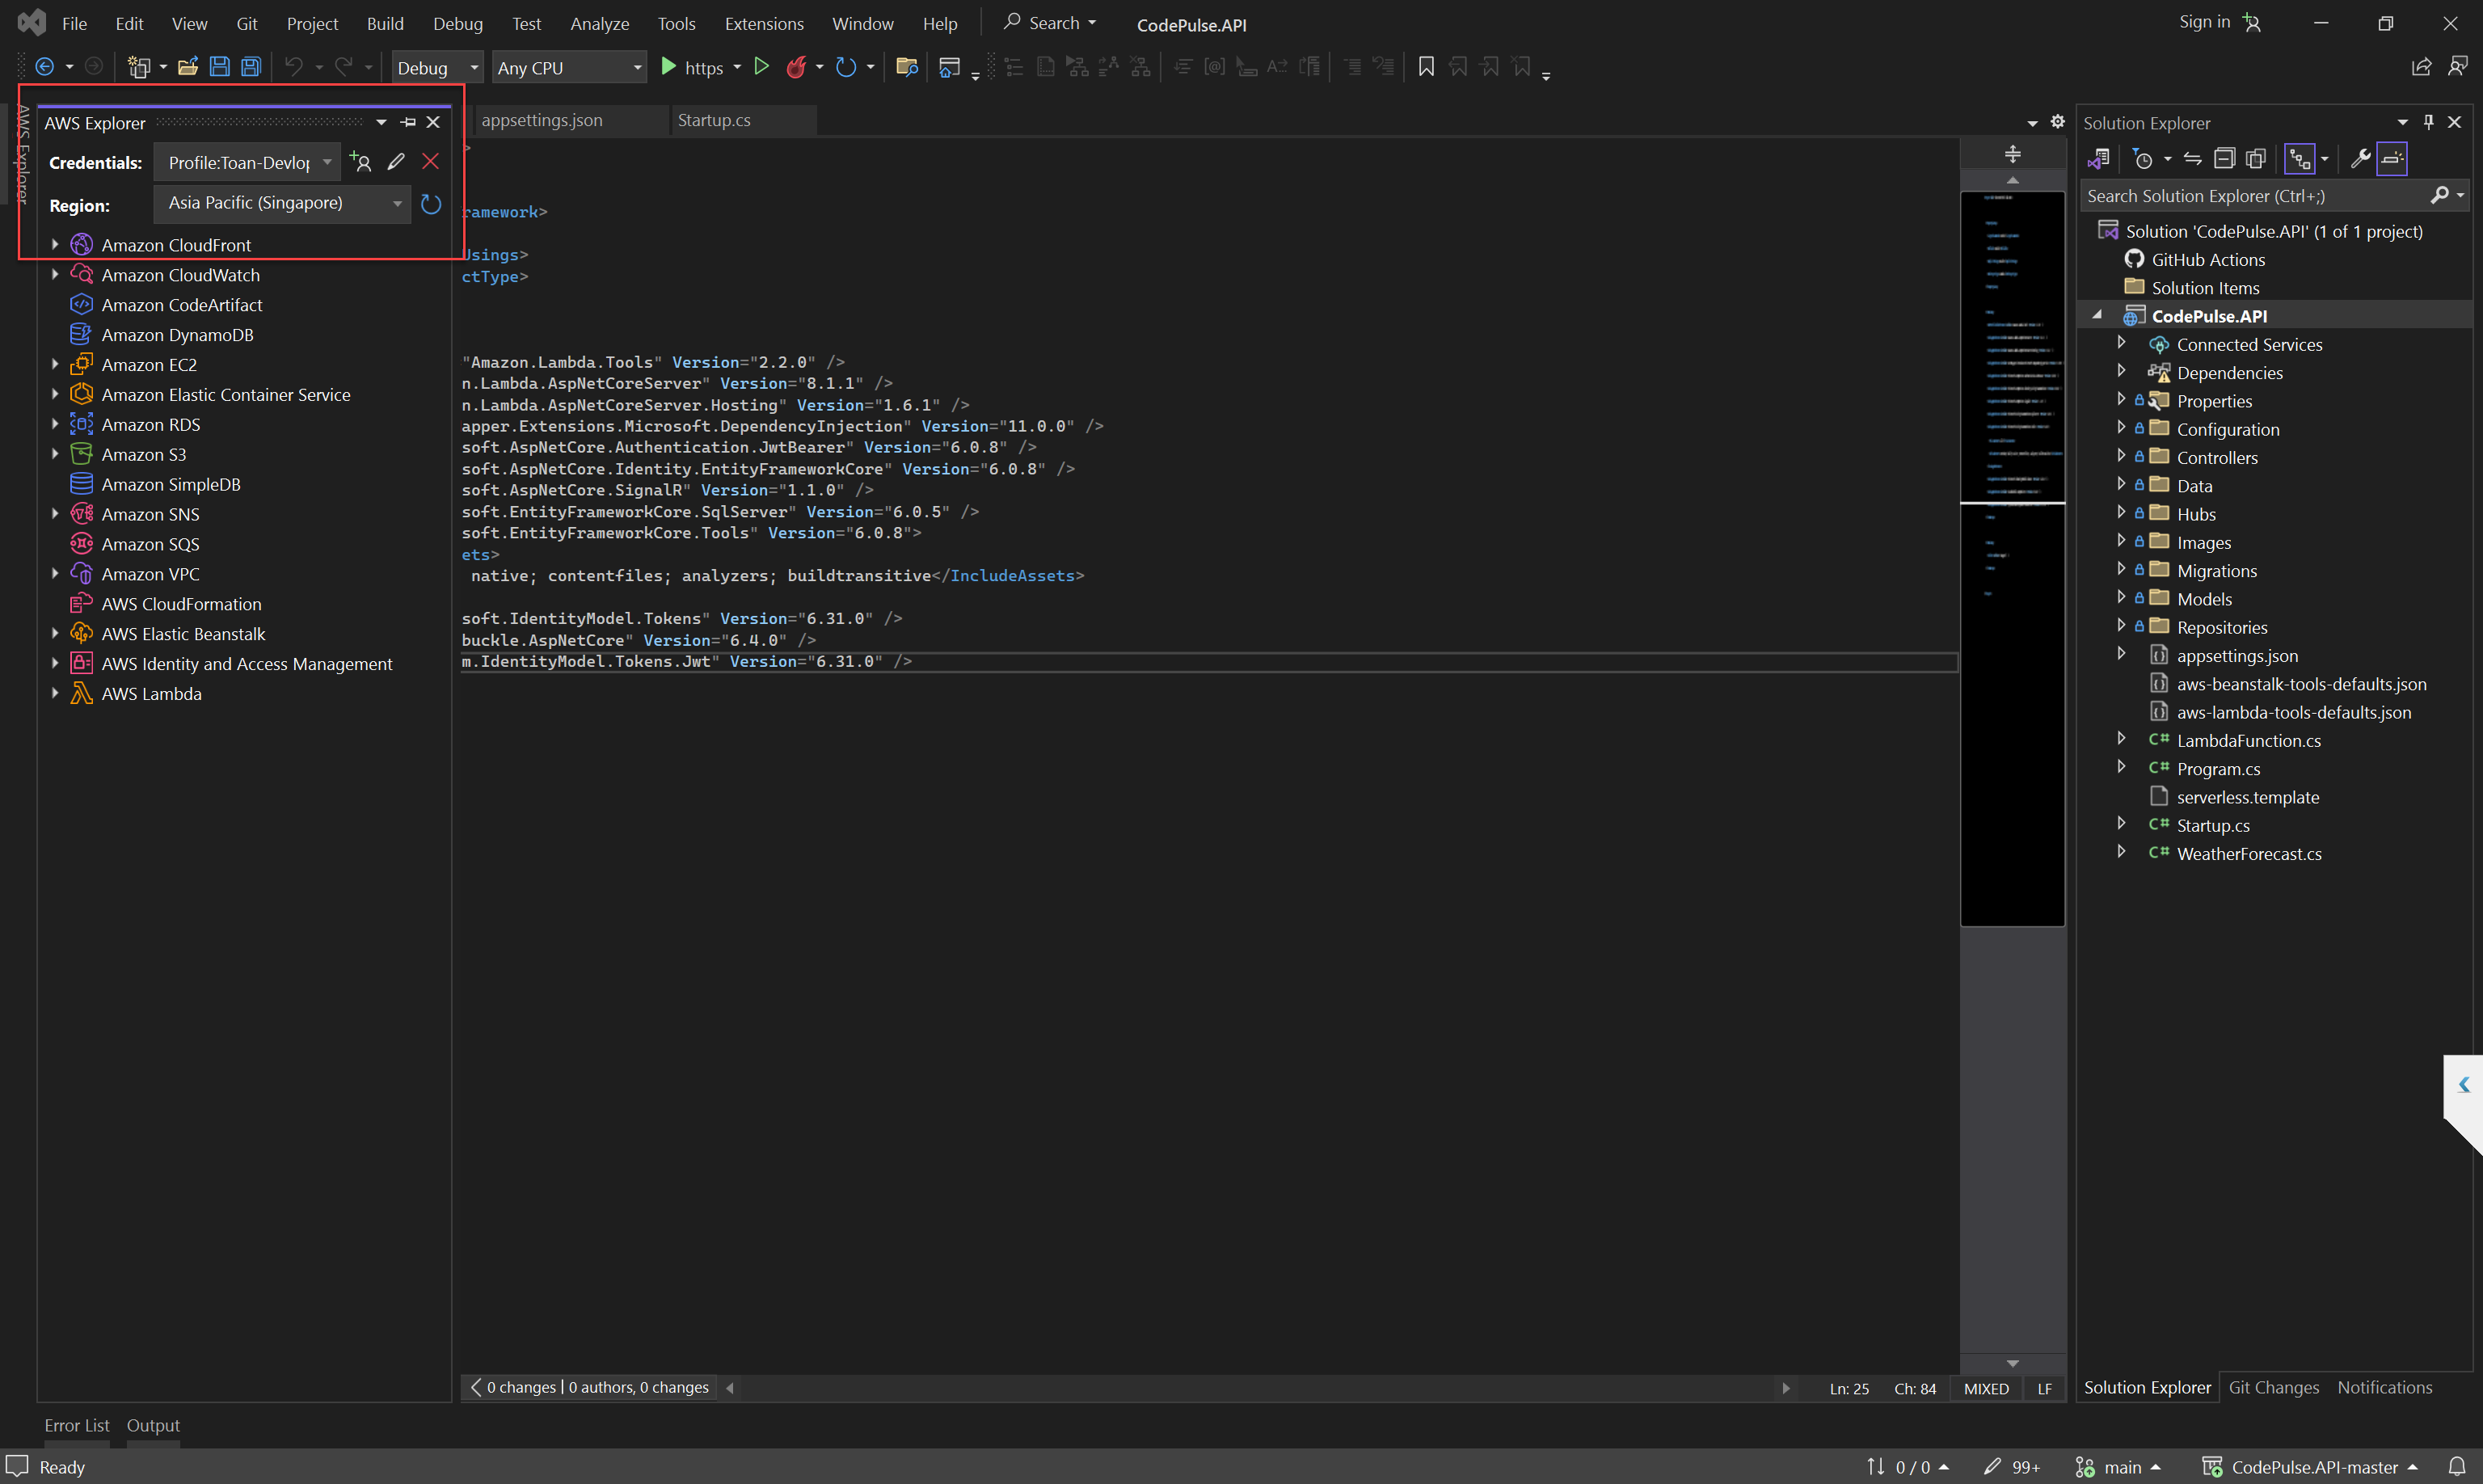 File Edit View Git Project Build Debug Test Analyze Tools Extensions Window Help Search CodePulse.API Sign in
Debug Any CPU https
AWS Explorer
AWS Explorer
Credentials: Profile:Toan-Devlop
Region: Asia Pacific (Singapore)
Amazon CloudFront
Amazon CloudWatch
Amazon CodeArtifact
Amazon DynamoDB
Amazon EC2
Amazon Elastic Container Service
Amazon RDS
Amazon S3
Amazon SimpleDB
Amazon SNS
Amazon SQS
Amazon VPC
AWS CloudFormation
AWS Elastic Beanstalk
AWS Identity and Access Management
AWS Lambda
appsettings.json Startup.cs
>
ramework>
Usings>
ctType>
"Amazon.Lambda.Tools" Version="2.2.0" />
n.Lambda.AspNetCoreServer" Version="8.1.1" />
n.Lambda.AspNetCoreServer.Hosting" Version="1.6.1" />
apper.Extensions.Microsoft.DependencyInjection" Version="11.0.0" />
soft.AspNetCore.Authentication.JwtBearer" Version="6.0.8" />
soft.AspNetCore.Identity.EntityFrameworkCore" Version="6.0.8" />
soft.AspNetCore.SignalR" Version="1.1.0" />
soft.EntityFrameworkCore.SqlServer" Version="6.0.5" />
soft.EntityFrameworkCore.Tools" Version="6.0.8">
ets>
native; contentfiles; analyzers; buildtransitive</IncludeAssets>
soft.IdentityModel.Tokens" Version="6.31.0" />
buckle.AspNetCore" Version="6.4.0" />
m.IdentityModel.Tokens.Jwt" Version="6.31.0" />
0 changes | 0 authors, 0 changes Ln: 25 Ch: 84 MIXED LF
Solution Explorer
Search Solution Explorer (Ctrl+;)
Solution 'CodePulse.API' (1 of 1 project)
GitHub Actions
Solution Items
CodePulse.API
Connected Services
Dependencies
Properties
Configuration
Controllers
Data
Hubs
Images
Migrations
Models
Repositories
appsettings.json
aws-beanstalk-tools-defaults.json
aws-lambda-tools-defaults.json
C# LambdaFunction.cs
C# Program.cs
serverless.template
C# Startup.cs
C# WeatherForecast.cs
Solution Explorer Git Changes Notifications
Error List Output
Ready 0 / 0 99+ main CodePulse.API-master